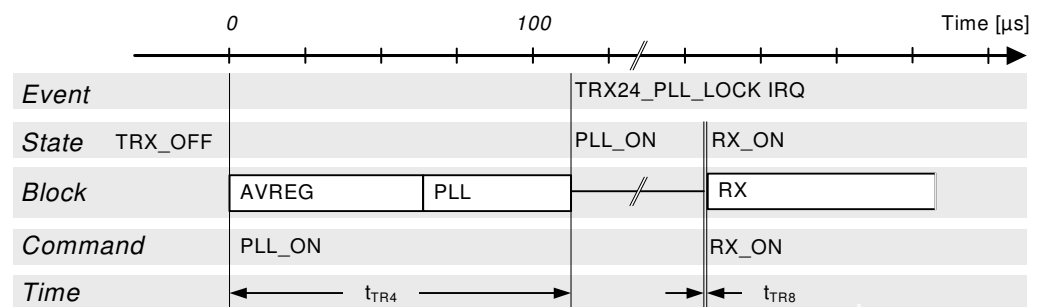 0 100 Time [µs]
Event TRX24_PLL_LOCK IRQ
State TRX_OFF PLL_ON RX_ON
Block AVREG PLL RX
Command PLL_ON RX_ON
Time tTR4 tTR8